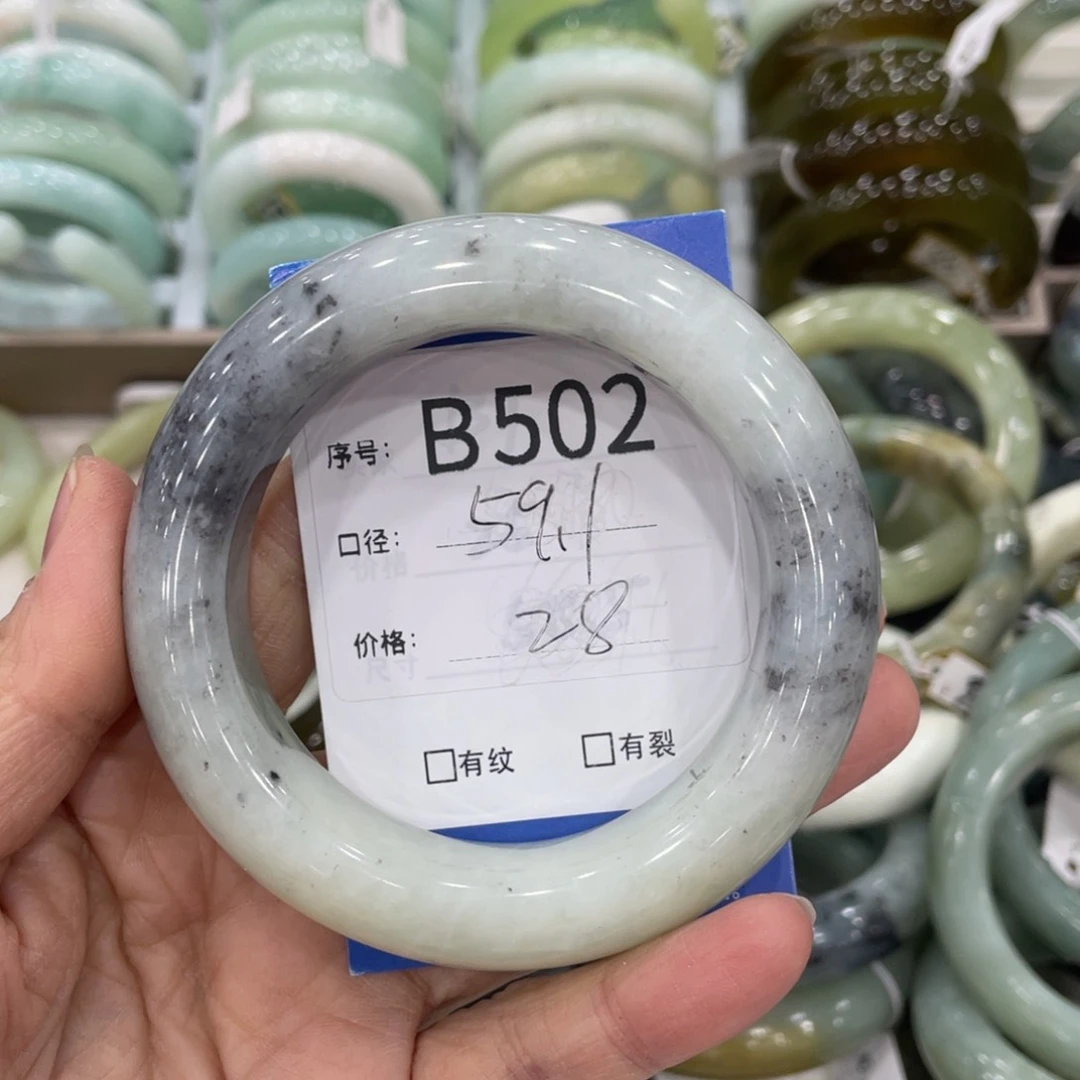 序号: B502
口径: 59.1
价格: 28
□有纹 □有裂